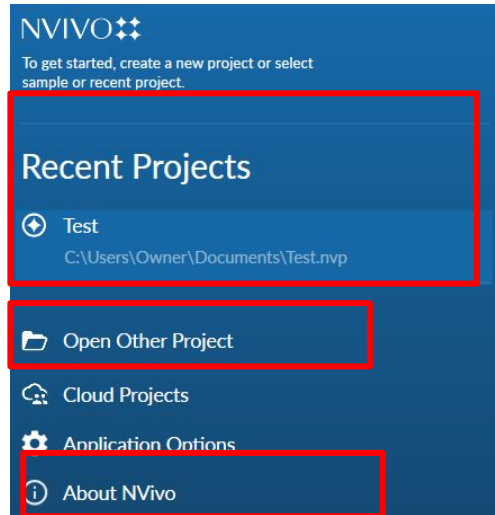 NVIVO
To get started, create a new project or select
sample or recent project.
Recent Projects
Test
C:\Users\Owner\Documents\Test.nvp
Open Other Project
Cloud Projects
Application Options
About NVivo